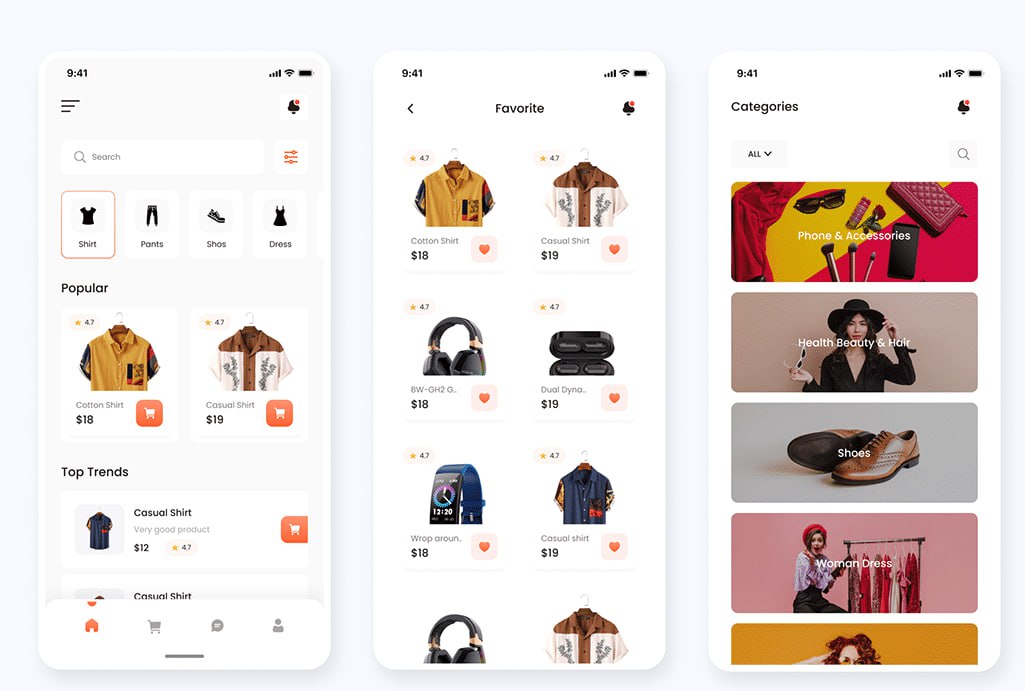 9:41
Search
Shirt
Pants
Shos
Dress
Popular
4.7
4.7
Cotton Shirt
$18
Casual Shirt
$19
Top Trends
Casual Shirt
Very good product
$12
4.7
Casual Shirt
9:41
Favorite
4.7
4.7
Cotton Shirt
$18
Casual Shirt
$19
4.7
4.7
BW-GH2 G..
$18
Dual Dyna..
$19
4.7
4.7
12:20
Wrop aroun..
$18
Casual shirt
$19
9:41
Categories
ALL
Phone & Accessories
Health Beauty & Hair
Shoes
Woman Dress